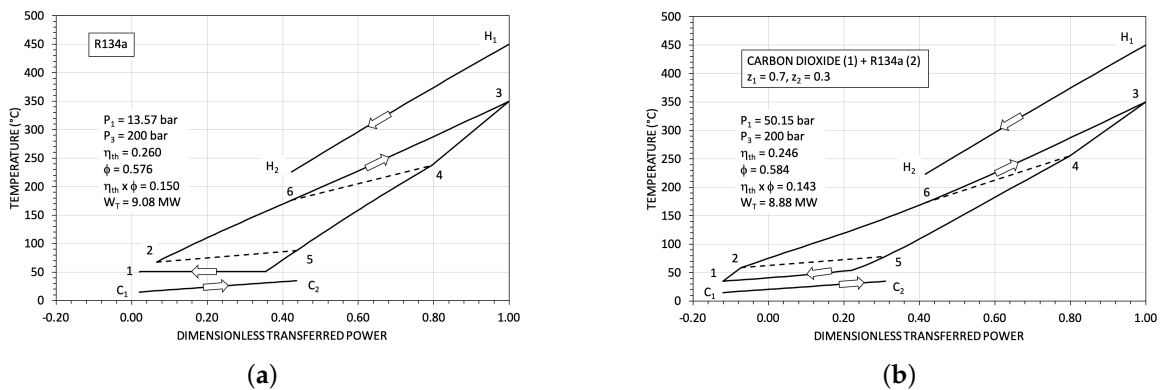 500
450
400
350
300
250
200
150
100
50
0
-0.20
0.00
0.20
0.40
0.60
0.80
1.00
TEMPERATURE (°C)
DIMENSIONLESS TRANSFERRED POWER
R134a
P₁ = 13.57 bar
P₃ = 200 bar
ηth = 0.260
ϕ = 0.576
ηth x ϕ = 0.150
WT = 9.08 MW
H₁
3
H₂
6
4
2
5
1
C₁
C₂
(a)
500
450
400
350
300
250
200
150
100
50
0
-0.20
0.00
0.20
0.40
0.60
0.80
1.00
TEMPERATURE (°C)
DIMENSIONLESS TRANSFERRED POWER
CARBON DIOXIDE (1) + R134a (2)
z₁ = 0.7, z₂ = 0.3
P₁ = 50.15 bar
P₃ = 200 bar
ηth = 0.246
ϕ = 0.584
ηth x ϕ = 0.143
WT = 8.88 MW
H₁
3
H₂
6
4
2
5
1
C₁
C₂
(b)